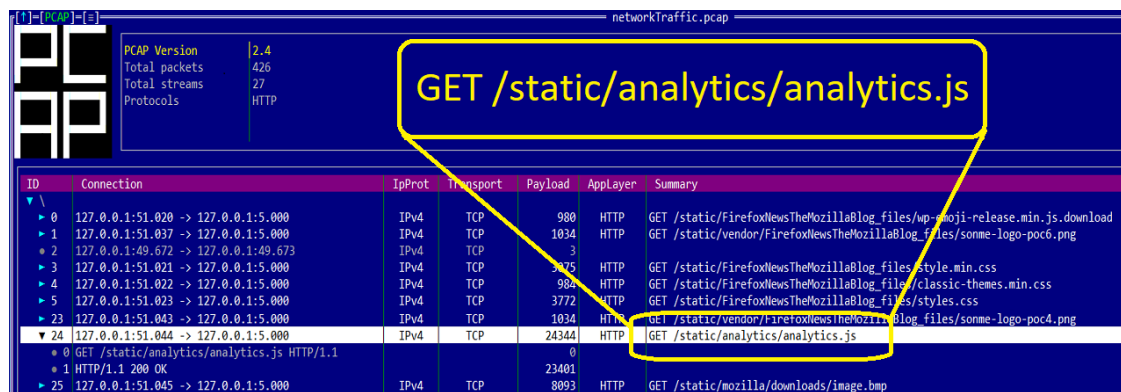 [↑]=[PCAP]=[≡]
networkTraffic.pcap
PC
AP
PCAP Version 2.4
Total packets 426
Total streams 27
Protocols HTTP
GET /static/analytics/analytics.js
ID Connection IpProt Transport Payload AppLayer Summary
▼ \
► 0 127.0.0.1:51.020 -> 127.0.0.1:5.000 IPv4 TCP 980 HTTP GET /static/FirefoxNewsTheMozillaBlog_files/wp-emoji-release.min.js.download
► 1 127.0.0.1:51.037 -> 127.0.0.1:5.000 IPv4 TCP 1034 HTTP GET /static/vendor/FirefoxNewsTheMozillaBlog_files/sonme-logo-poc6.png
● 2 127.0.0.1:49.672 -> 127.0.0.1:49.673 IPv4 TCP 3
► 3 127.0.0.1:51.021 -> 127.0.0.1:5.000 IPv4 TCP HTTP GET /static/FirefoxNewsTheMozillaBlog_files/style.min.css
► 4 127.0.0.1:51.022 -> 127.0.0.1:5.000 IPv4 TCP 984 HTTP GET /static/FirefoxNewsTheMozillaBlog_files/classic-themes.min.css
► 5 127.0.0.1:51.023 -> 127.0.0.1:5.000 IPv4 TCP 3772 HTTP GET /static/FirefoxNewsTheMozillaBlog_files/styles.css
► 23 127.0.0.1:51.043 -> 127.0.0.1:5.000 IPv4 TCP 1034 HTTP GET /static/vendor/FirefoxNewsTheMozillaBlog_files/sonme-logo-poc4.png
▼ 24 127.0.0.1:51.044 -> 127.0.0.1:5.000 IPv4 TCP 24344 HTTP GET /static/analytics/analytics.js
● 0 GET /static/analytics/analytics.js HTTP/1.1 0
● 1 HTTP/1.1 200 OK 23401
► 25 127.0.0.1:51.045 -> 127.0.0.1:5.000 IPv4 TCP 8093 HTTP GET /static/mozilla/downloads/image.bmp